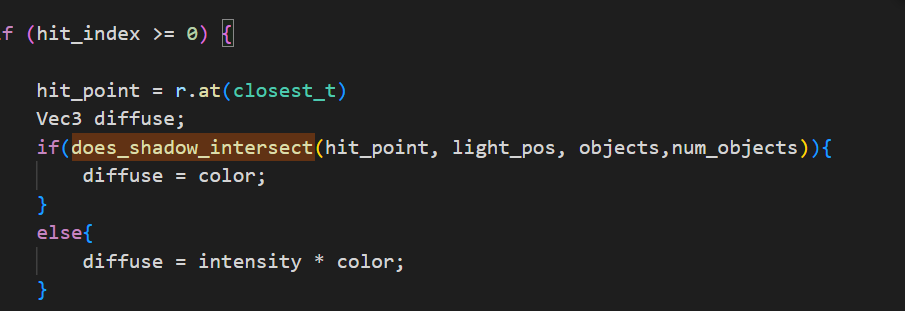 f (hit_index >= 0) {
hit_point = r.at(closest_t)
Vec3 diffuse;
if(does_shadow_intersect(hit_point, light_pos, objects,num_objects)){
diffuse = color;
}
else{
diffuse = intensity * color;
}